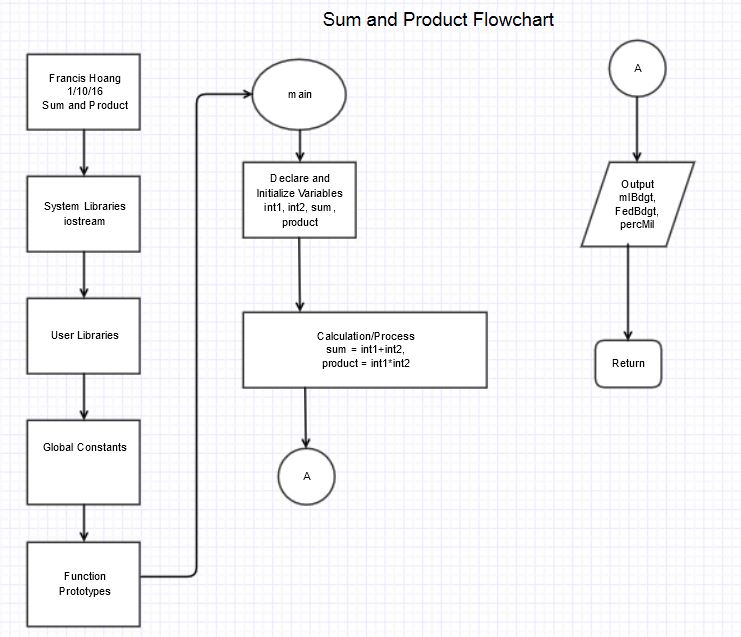 Sum and Product Flowchart
Francis Hoang
1/10/16
Sum and Product
System Libraries
iostream
User Libraries
Global Constants
Function
Prototypes
main
Declare and
Initialize Variables
int1, int2, sum,
product
Calculation/Process
sum = int1+int2,
product = int1*int2
A
A
Output
mlBdgt,
FedBdgt,
percMil
Return